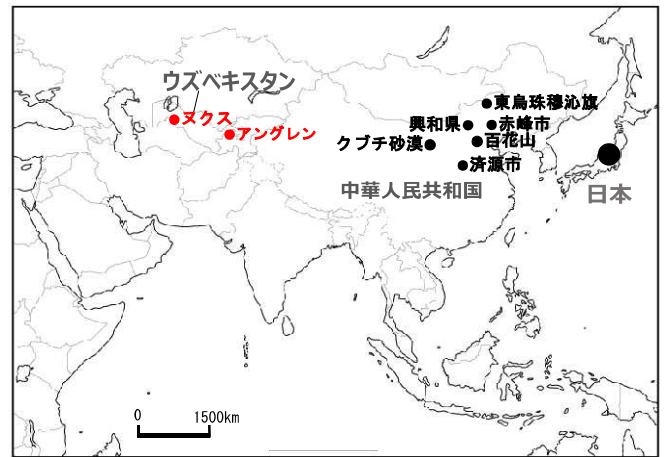 ウズベキスタン
ヌクス
アングレン
東烏珠穆沁旗
興和県
赤峰市
クブチ砂漠
百花山
済源市
中華人民共和国
日本
0 1500km